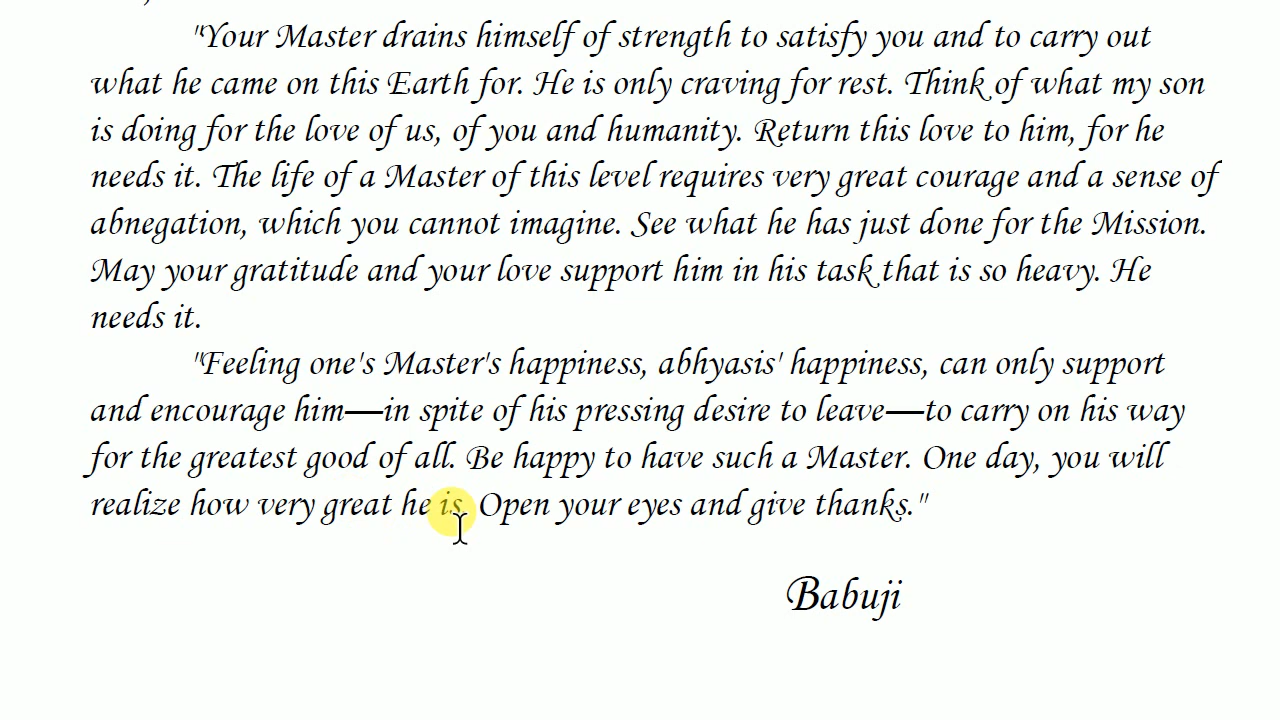 "Your Master drains himself of strength to satisfy you and to carry out
what he came on this Earth for. He is only craving for rest. Think of what my son
is doing for the love of us, of you and humanity. Return this love to him, for he
needs it. The life of a Master of this level requires very great courage and a sense of
abnegation, which you cannot imagine. See what he has just done for the Mission.
May your gratitude and your love support him in his task that is so heavy. He
needs it.
"Feeling one's Master's happiness, abhyasis' happiness, can only support
and encourage him—in spite of his pressing desire to leave—to carry on his way
for the greatest good of all. Be happy to have such a Master. One day, you will
realize how very great he is. Open your eyes and give thanks."
Babuji